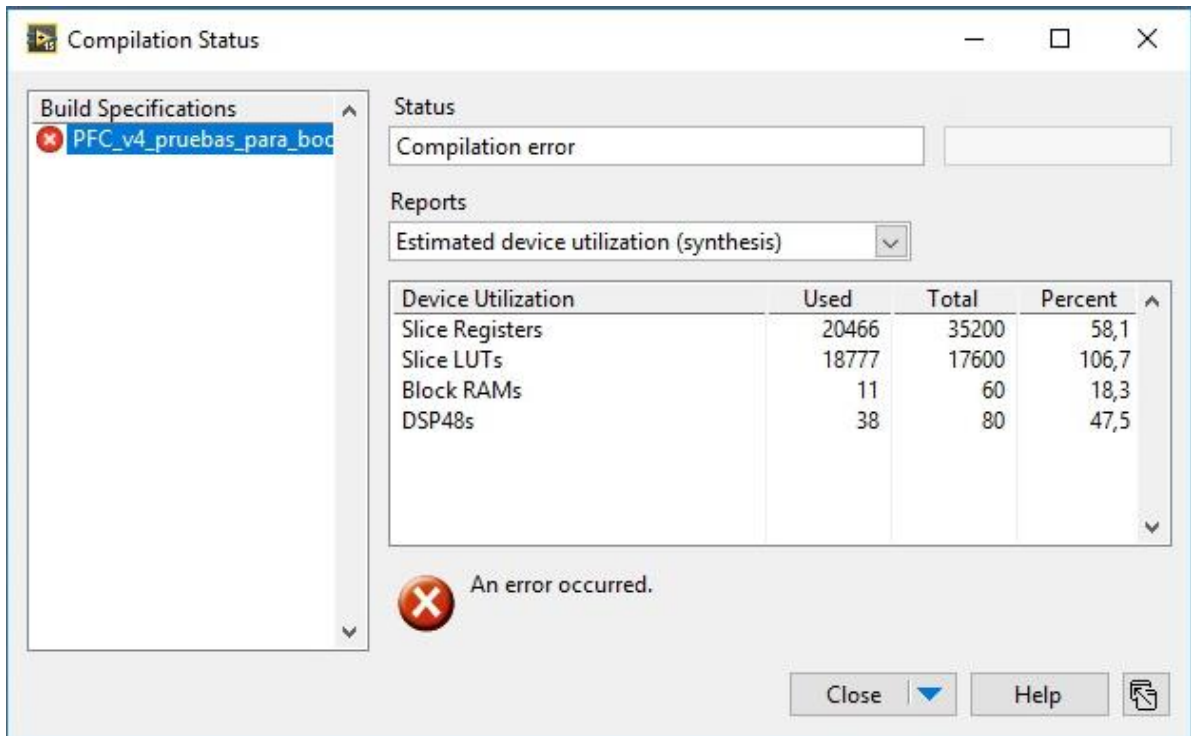 Compilation Status
Build Specifications
PFC_v4_pruebas_para_boc
Status
Compilation error
Reports
Estimated device utilization (synthesis)
Device Utilization Used Total Percent
Slice Registers 20466 35200 58,1
Slice LUTs 18777 17600 106,7
Block RAMs 11 60 18,3
DSP48s 38 80 47,5
An error occurred.
Close Help